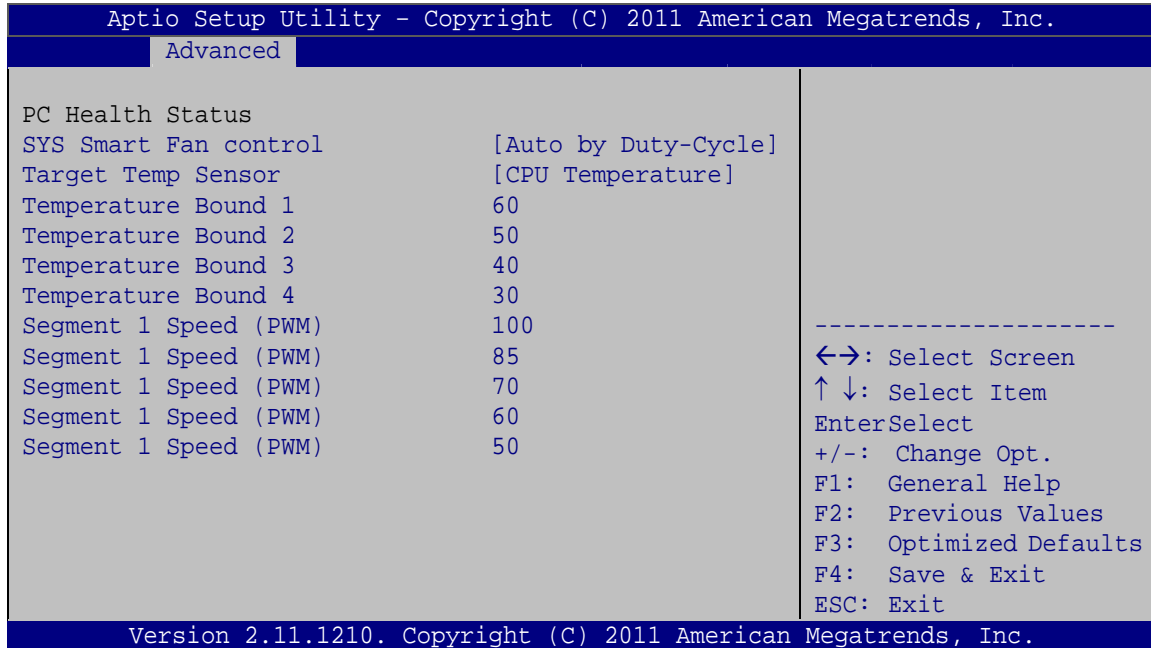 Aptio Setup Utility – Copyright (C) 2011 American Megatrends, Inc.
Advanced
PC Health Status
SYS Smart Fan control [Auto by Duty-Cycle]
Target Temp Sensor [CPU Temperature]
Temperature Bound 1 60
Temperature Bound 2 50
Temperature Bound 3 40
Temperature Bound 4 30
Segment 1 Speed (PWM) 100
Segment 1 Speed (PWM) 85
Segment 1 Speed (PWM) 70
Segment 1 Speed (PWM) 60
Segment 1 Speed (PWM) 50
---------------------
←→: Select Screen
↑ ↓: Select Item
EnterSelect
+/-: Change Opt.
F1: General Help
F2: Previous Values
F3: Optimized Defaults
F4: Save & Exit
ESC: Exit
Version 2.11.1210. Copyright (C) 2011 American Megatrends, Inc.